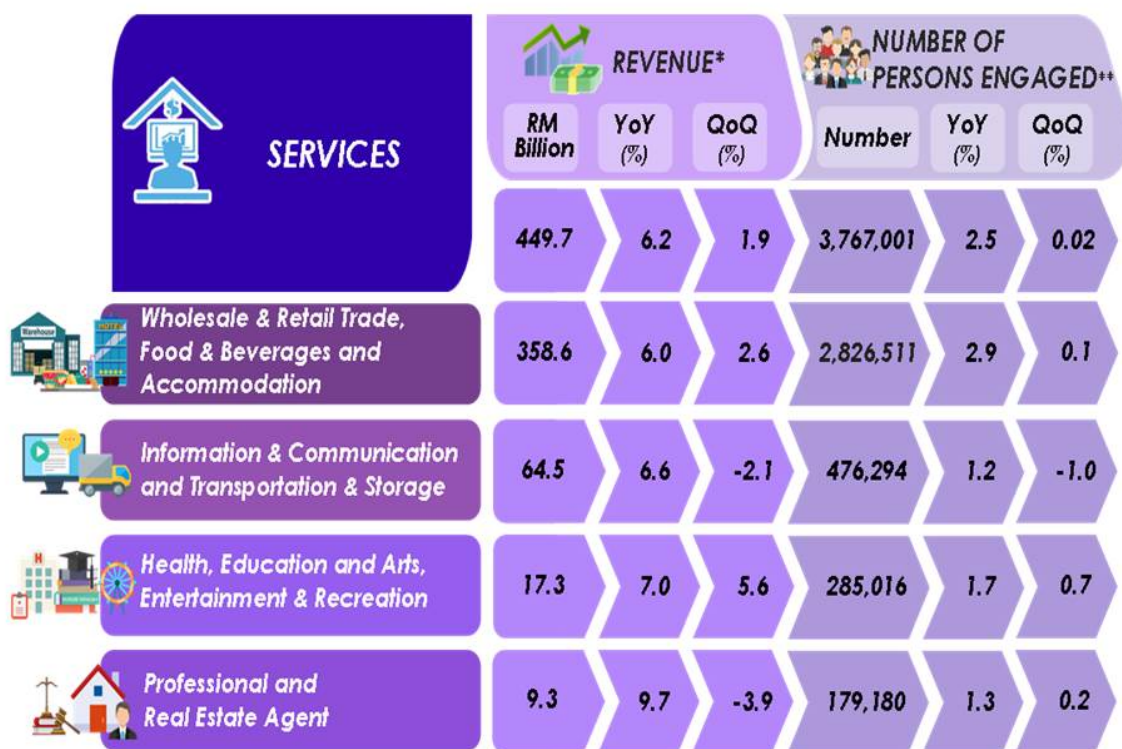 REVENUE*
NUMBER OF
PERSONS ENGAGED**
SERVICES
RM
Billion
YoY
(%)
QoQ
(%)
Number
YoY
(%)
QoQ
(%)
449.7 6.2 1.9 3,767,001 2.5 0.02
Wholesale & Retail Trade,
Food & Beverages and
Accommodation
358.6 6.0 2.6 2,826,511 2.9 0.1
Information & Communication
and Transportation & Storage
64.5 6.6 -2.1 476,294 1.2 -1.0
Health, Education and Arts,
Entertainment & Recreation
17.3 7.0 5.6 285,016 1.7 0.7
Professional and
Real Estate Agent
9.3 9.7 -3.9 179,180 1.3 0.2
Warehouse
HOTEL
H
$